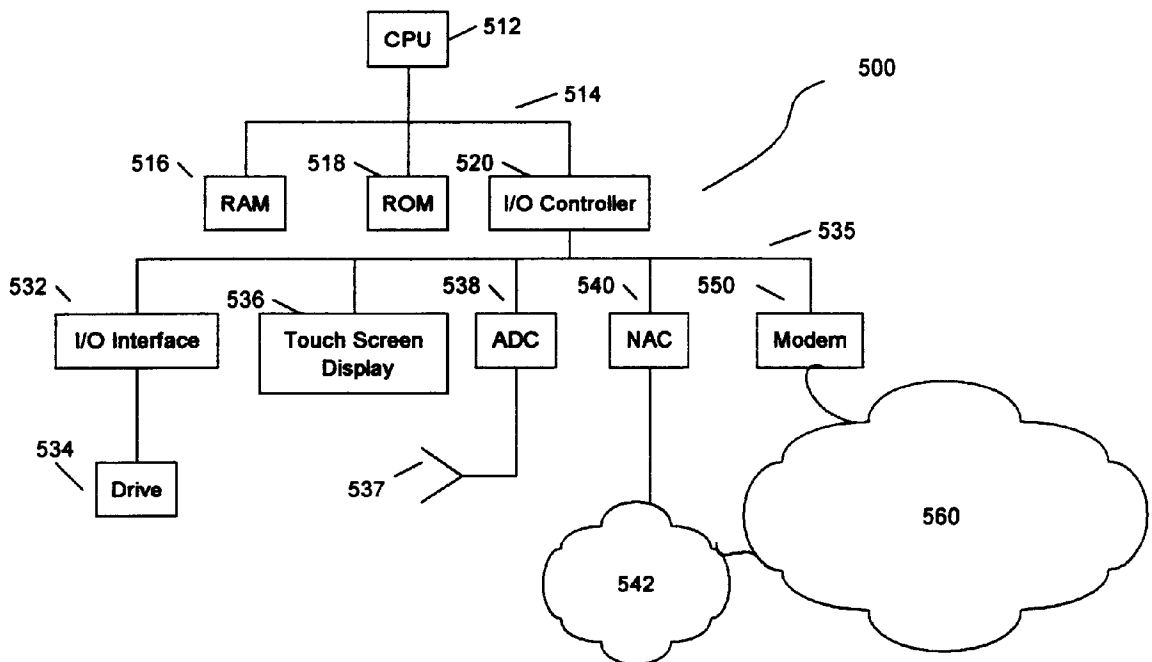 CPU
512
500
514
516
518
520
RAM
ROM
I/O Controller
535
532
536
538
540
550
I/O Interface
Touch Screen
Display
ADC
NAC
Modem
534
537
Drive
560
542